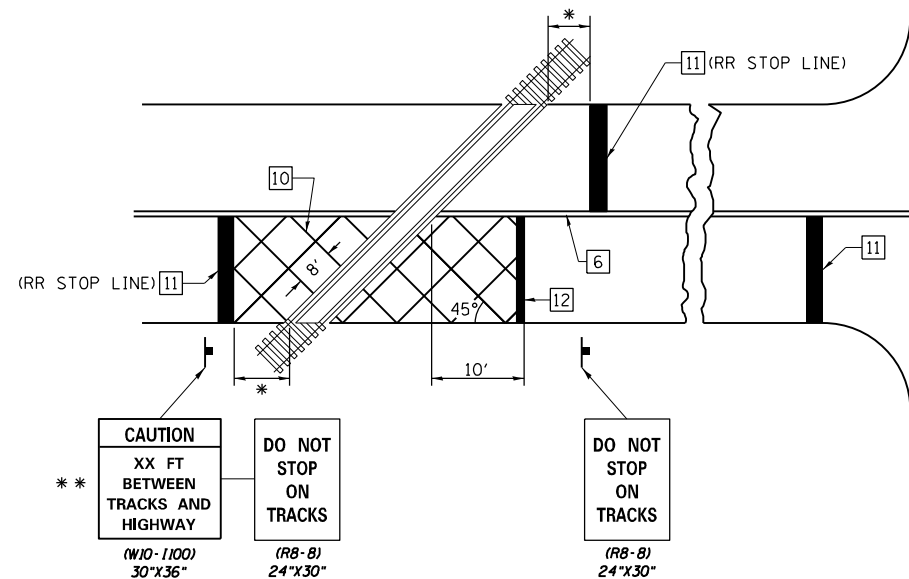 *
11 (RR STOP LINE)
10
8'
6
(RR STOP LINE) 11
11
12
45°
10'
*
CAUTION
XX FT
BETWEEN
TRACKS AND
HIGHWAY
* *
(W10-I100)
30"X36"
DO NOT
STOP
ON
TRACKS
(R8-8)
24"X30"
DO NOT
STOP
ON
TRACKS
(R8-8)
24"X30"